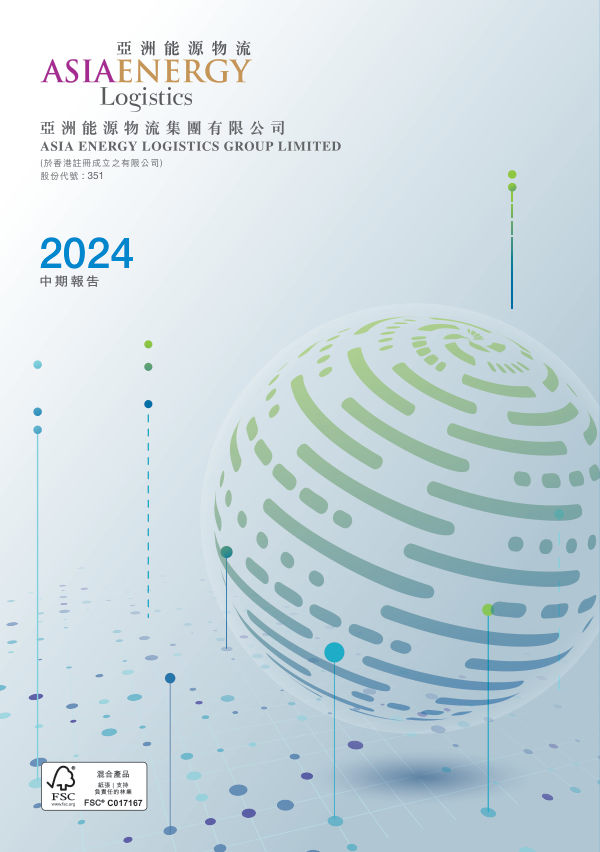 亞洲能源物流
ASIAENERGY
Logistics
亞洲能源物流集團有限公司
ASIA ENERGY LOGISTICS GROUP LIMITED
(於香港註冊成立之有限公司)
股份代號 : 351
2024
中期報告
FSC
www.fsc.org
混合產品
紙張 | 支持
負責任的林業
FSC® C017167